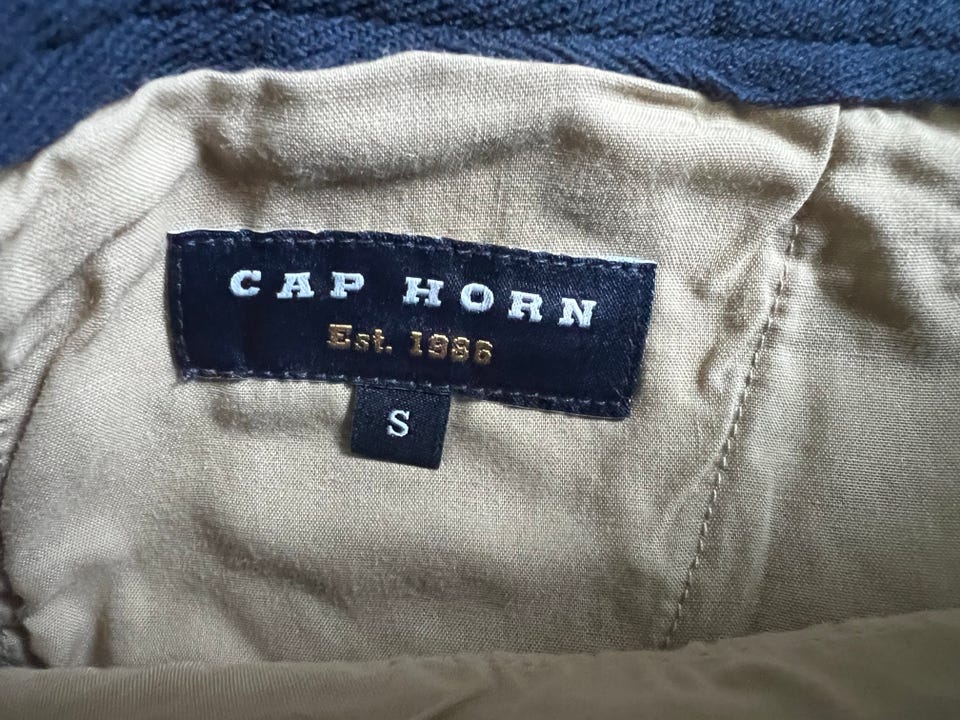 CAP HORN
Est. 1986
S